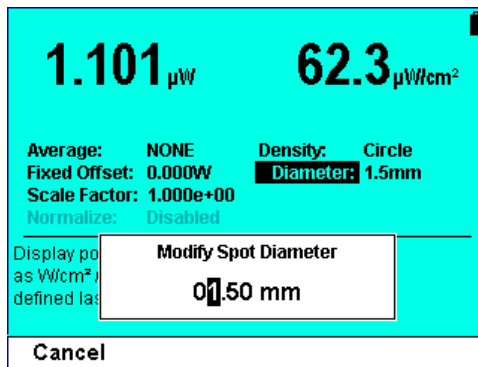 1.101 µW 62.3 µW/cm²
Average: NONE Density: Circle
Fixed Offset: 0.000W Diameter: 1.5mm
Scale Factor: 1.000e+00
Normalize: Disabled
Display po
as W/cm²
defined las
Modify Spot Diameter
01.50 mm
Cancel